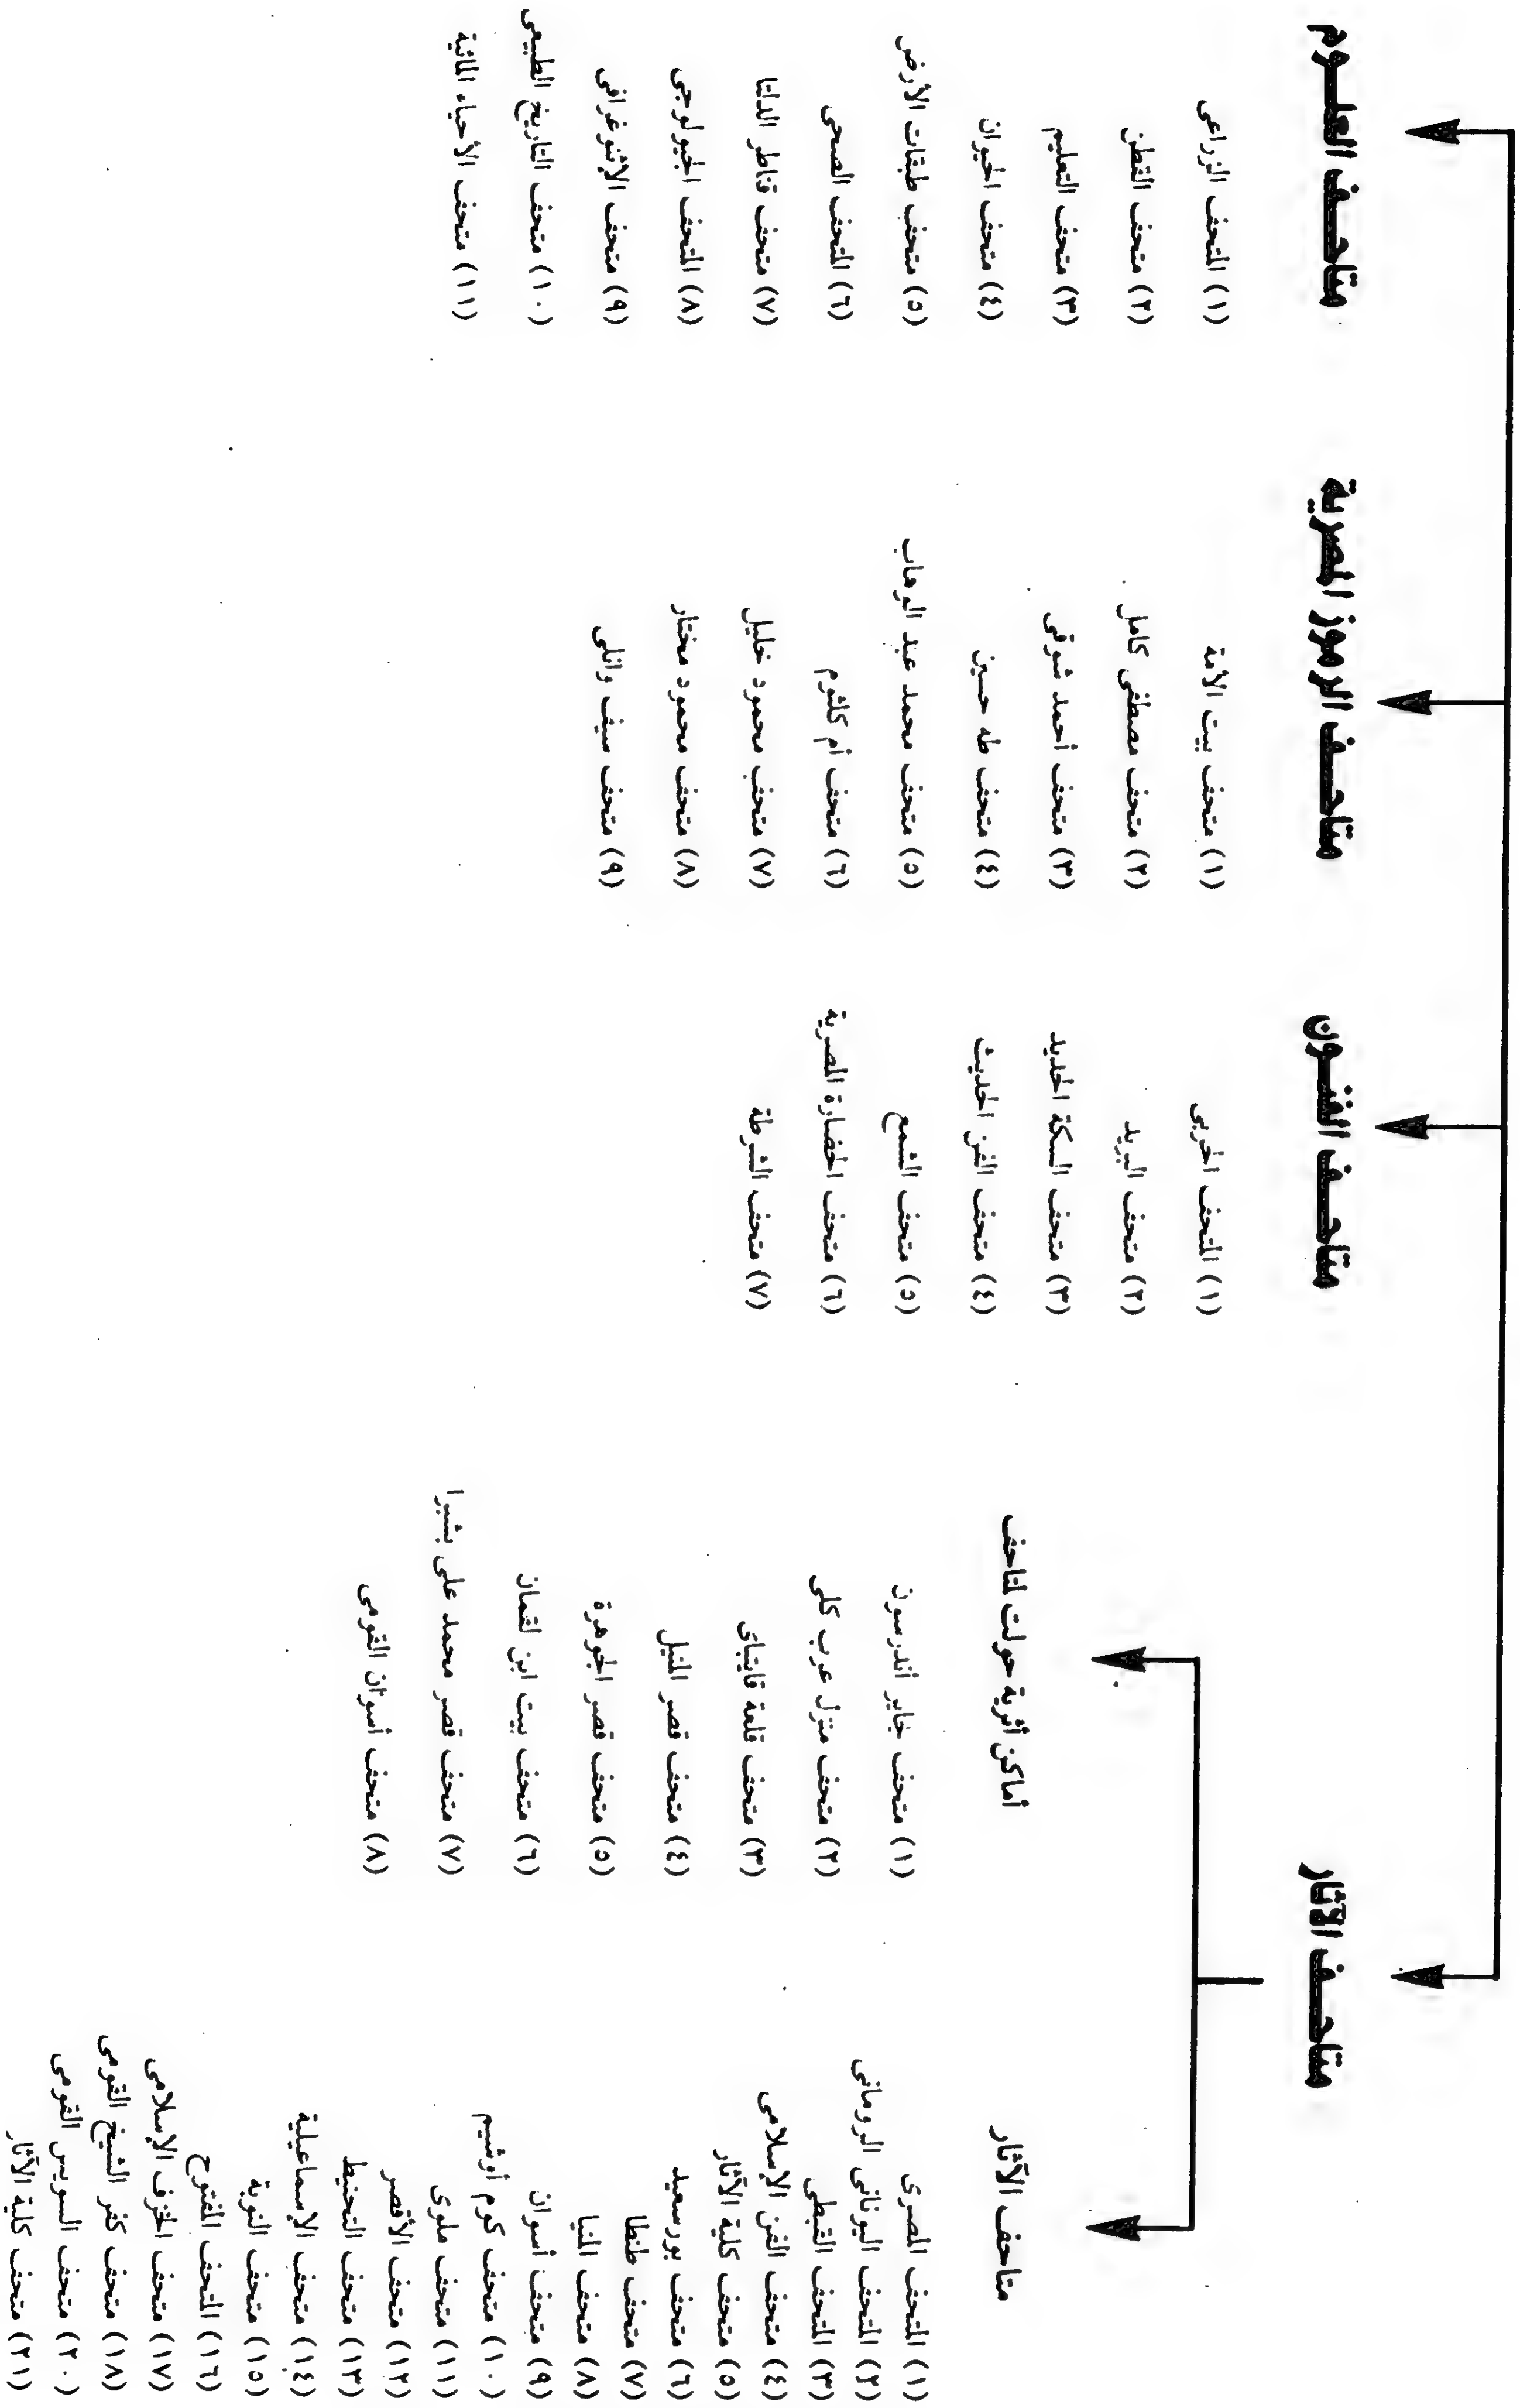 متاحف الآثار
متاحف الآثار
(١) المتحف المصرى
(٢) المتحف اليونانى الرومانى
(٣) المتحف القبطى
(٤) متحف الفن الإسلامى
(٥) متحف كلية الآثار
(٦) متحف بورسعيد
(٧) متحف طنطا
(٨) متحف المنيا
(٩) متحف أسوان
(١٠) متحف كوم أوشيم
(١١) متحف ملوى
(١٢) متحف الأقصر
(١٣) متحف التحنيط
(١٤) متحف الإسماعيلية
(١٥) متحف النوبة
(١٦) المتحف المفتوح
(١٧) متحف الخزف الإسلامى
(١٨) متحف كفر الشيخ القومى
(٢٠) متحف السويس القومى
(٢١) متحف كلية الآثار
أماكن أثرية حولت لمتاحف
(١) متحف جاير أندرسون
(٢) متحف منزل عرب كلى
(٣) متحف قلعة قايتباى
(٤) متحف قصر المنيل
(٥) متحف قصر الجوهرة
(٦) متحف بيت ابن لقمان
(٧) متحف قصر محمد على بشبرا
(٨) متحف أسوان القومى
متاحف الفنون
(١) المتحف الحربى
(٢) متحف البريد
(٣) متحف السكة الحديد
(٤) متحف الفن الحديث
(٥) متحف الشمع
(٦) متحف الحضارة المصرية
(٧) متحف الشرطة
متاحف الرموز المصرية
(١) متحف بيت الأمة
(٢) متحف مصطفى كامل
(٣) متحف أحمد شوقى
(٤) متحف طه حسين
(٥) متحف محمد عبد الوهاب
(٦) متحف أم كلثوم
(٧) متحف محمود خليل
(٨) متحف محمود مختار
(٩) متحف سيف وانلى
متاحف العلوم
(١) المتحف الزراعى
(٢) متحف القطن
(٣) متحف التعليم
(٤) متحف الحيوان
(٥) متحف طبقات الأرض
(٦) المتحف الصحى
(٧) متحف قناطر الدلتا
(٨) المتحف الجيولوجى
(٩) متحف الإثنوغرافى
(١٠) متحف التاريخ الطبيعى
(١١) متحف الأحياء المائية